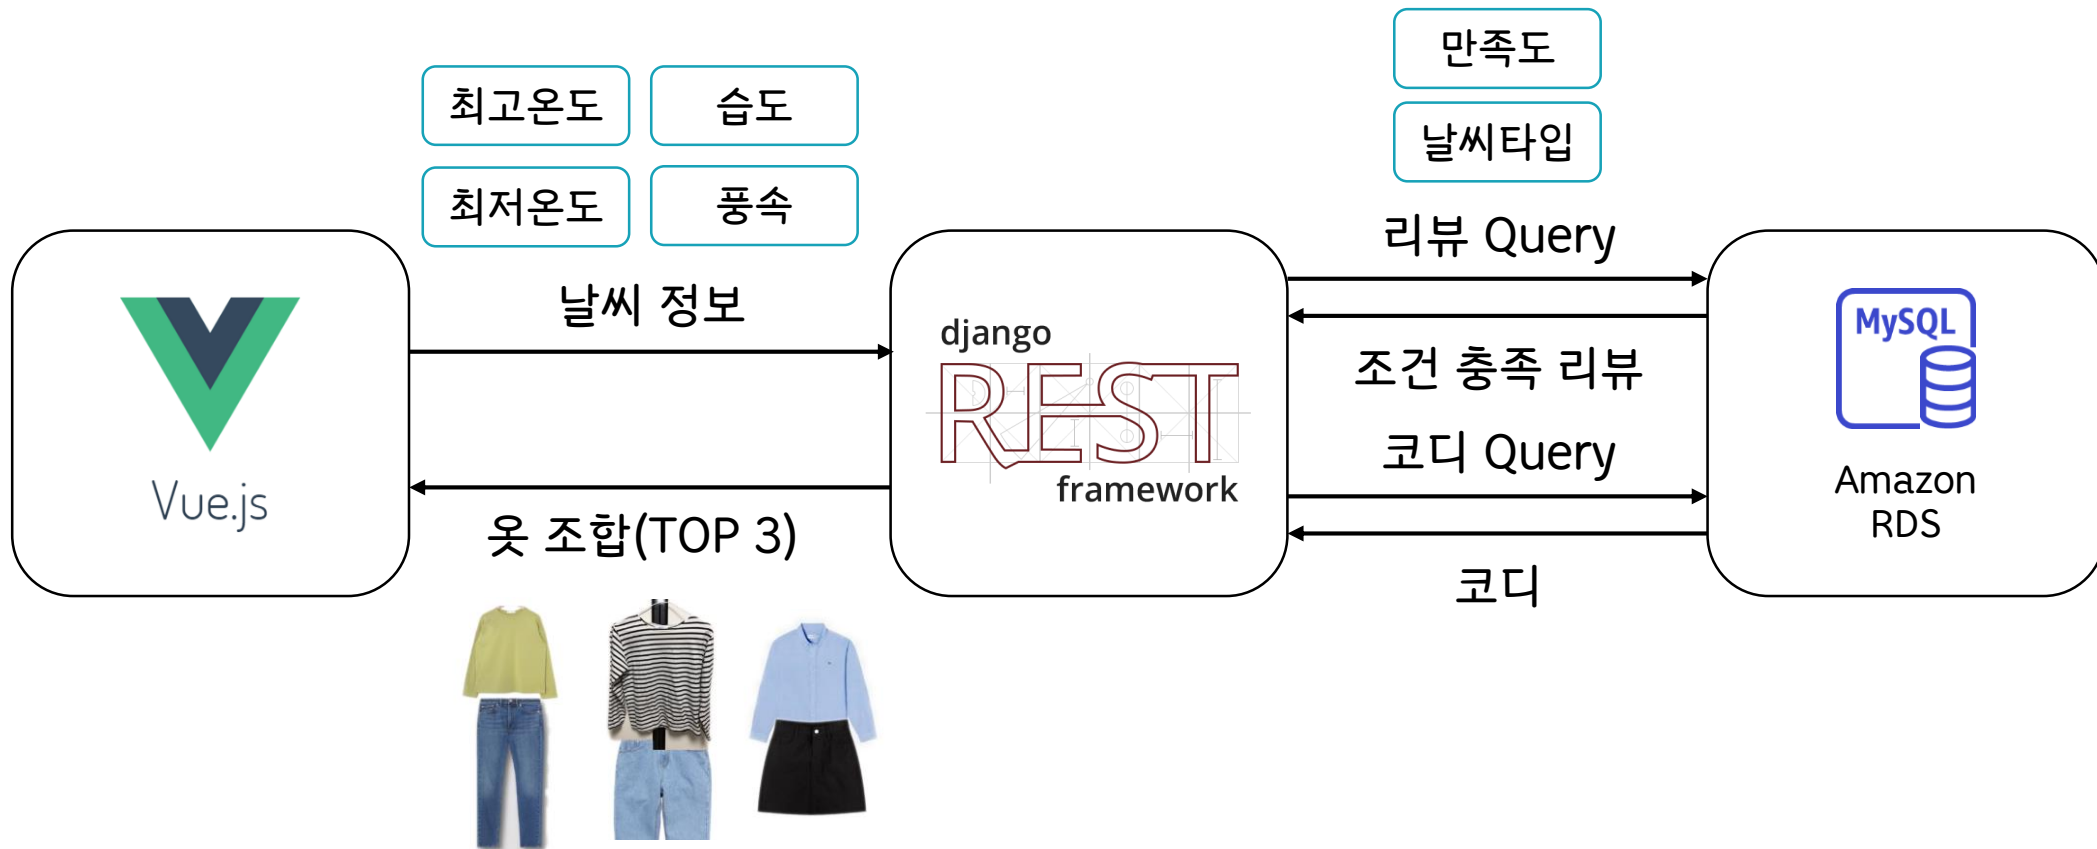 최고온도
습도
최저온도
풍속
날씨 정보
옷 조합(TOP 3)
Vue.js
django
REST
framework
만족도
날씨타입
리뷰 Query
조건 충족 리뷰
코디 Query
코디
MySQL
Amazon
RDS